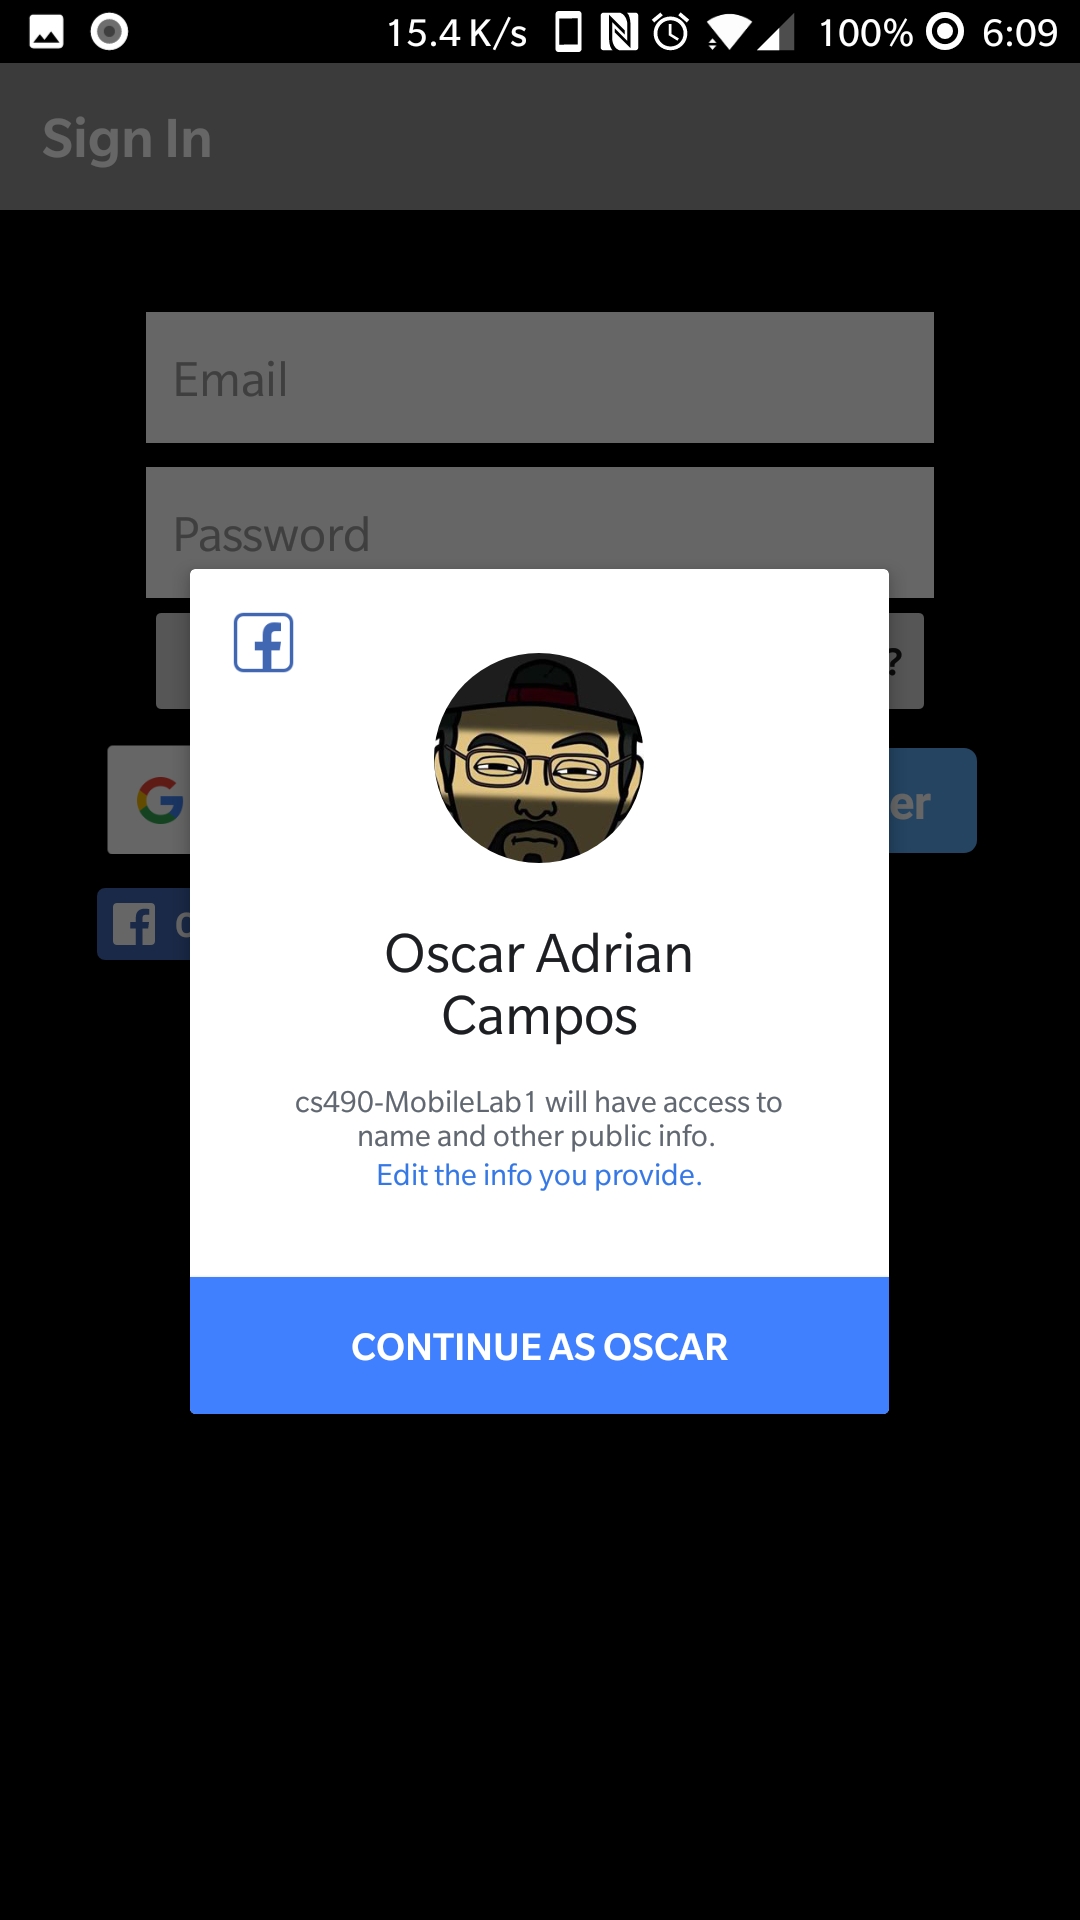 15.4 K/s 100% 6:09
Sign In
Email
Password
?
er
Oscar Adrian
Campos
cs490-MobileLab1 will have access to
name and other public info.
Edit the info you provide.
CONTINUE AS OSCAR